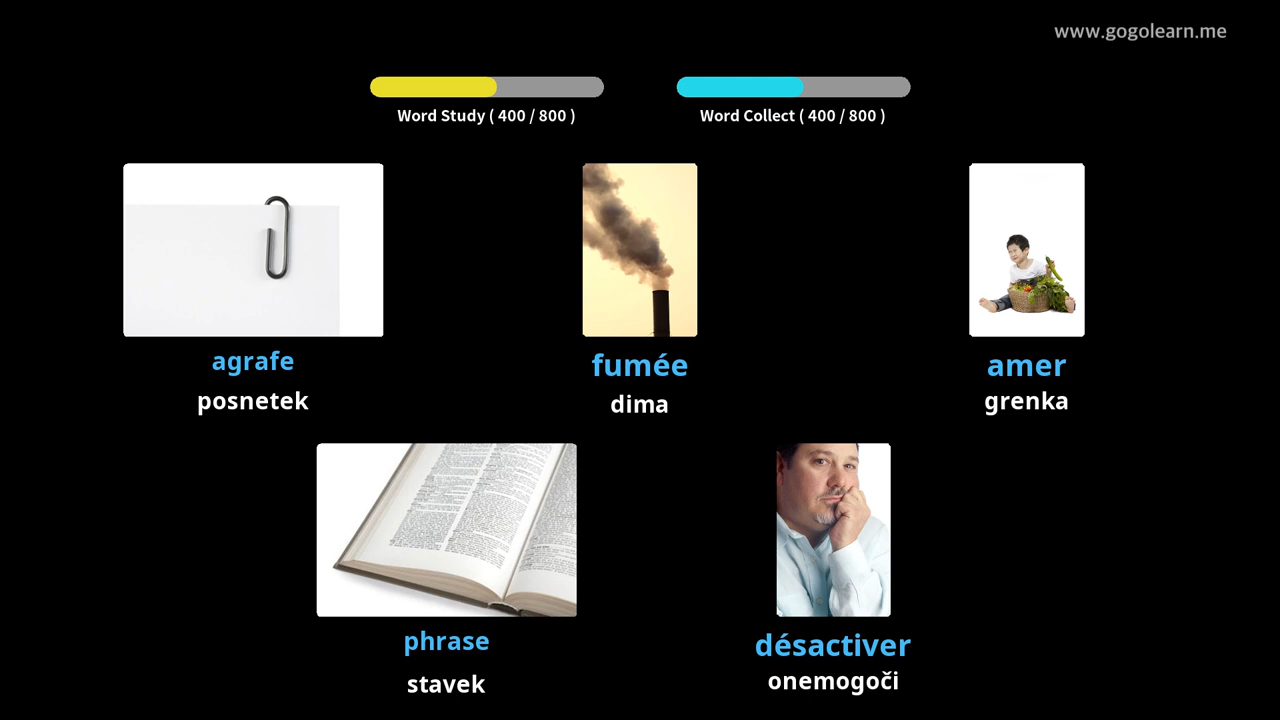 www.gogolearn.me
Word Study ( 400 / 800 )
Word Collect ( 400 / 800 )
agrafe
posnetek
fumée
dima
amer
grenka
phrase
stavek
désactiver
onemogoči